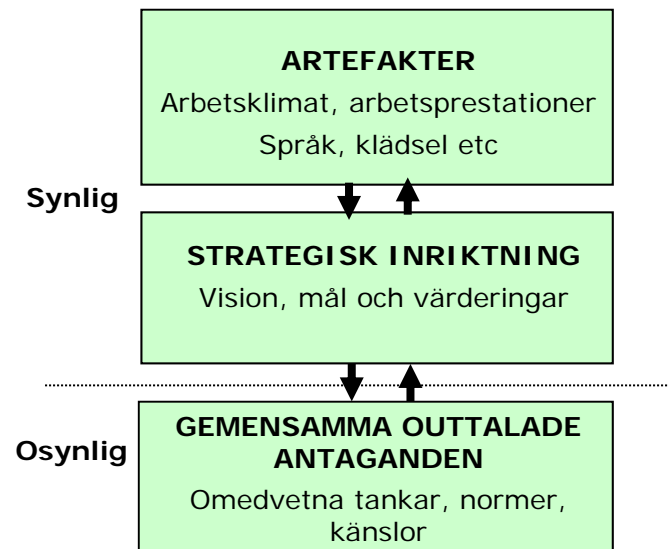 ARTEFAKTER
Arbetsklimat, arbetsprestationer
Språk, klädsel etc
Synlig
STRATEGISK INRIKTNING
Vision, mål och värderingar
Osynlig
GEMENSAMMA OUTTALADE
ANTAGANDEN
Omedvetna tankar, normer,
känslor